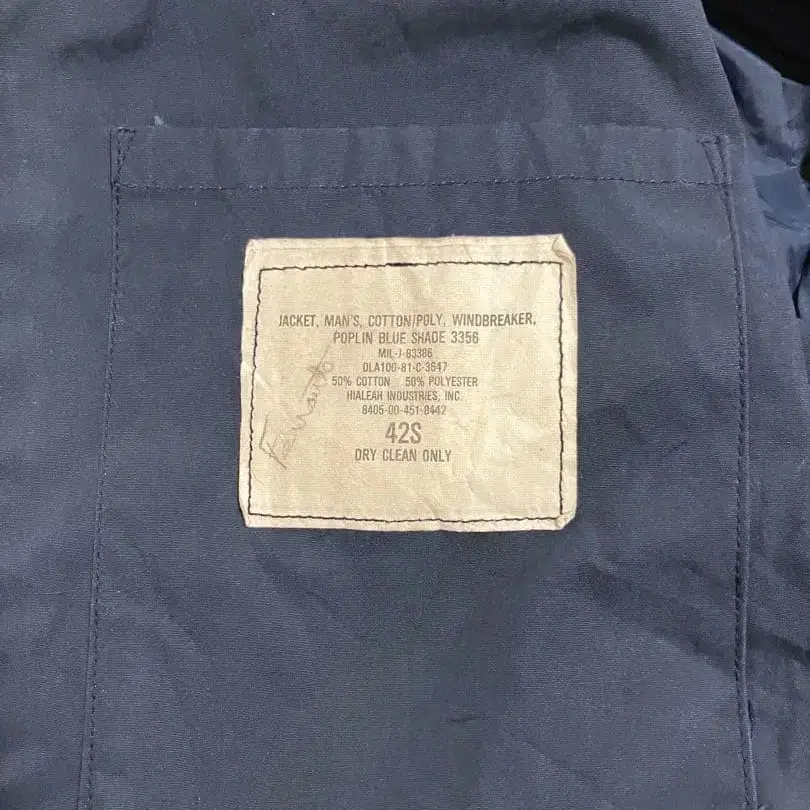 JACKET, MAN'S, COTTON/POLY, WINDBREAKER,
POPLIN BLUE SHADE 3356
MIL-J-83386
DLA100-81-C-3647
50% COTTON 50% POLYESTER
HIALEAH INDUSTRIES, INC.
8405-00-451-8442
42S
DRY CLEAN ONLY